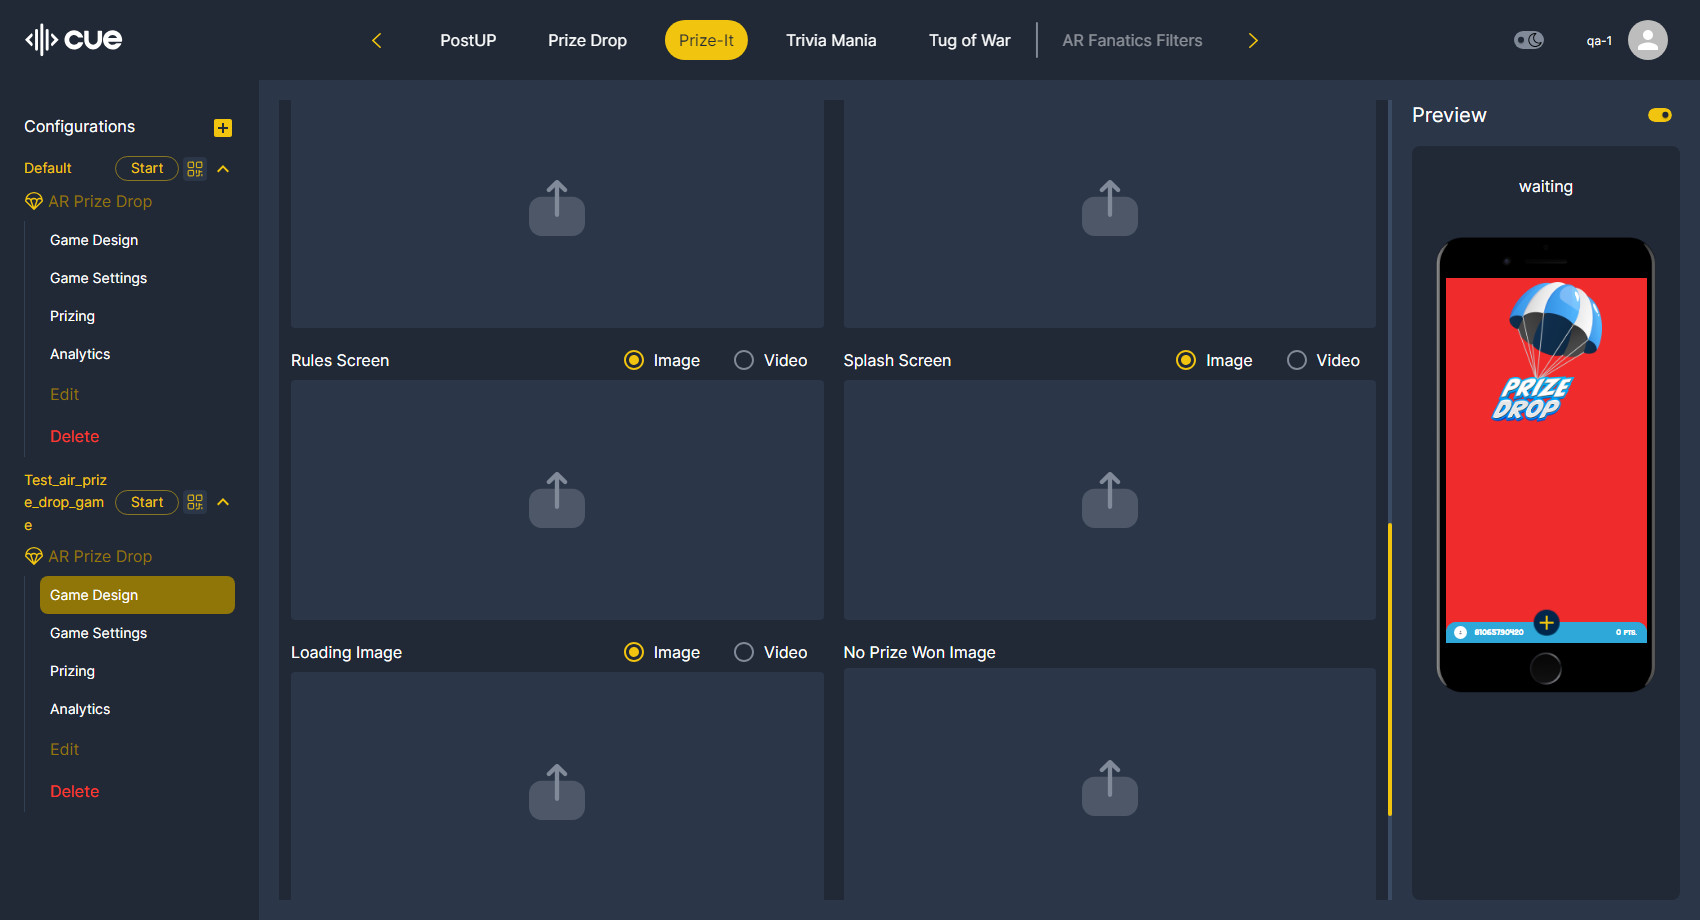 cue
PostUP
Prize Drop
Prize-It
Trivia Mania
Tug of War
AR Fanatics Filters
qa-1
Configurations
Default
Start
AR Prize Drop
Game Design
Game Settings
Prizing
Analytics
Edit
Delete
Test_air_priz
e_drop_gam
e
Start
AR Prize Drop
Game Design
Game Settings
Prizing
Analytics
Edit
Delete
Rules Screen
Image
Video
Splash Screen
Image
Video
Loading Image
Image
Video
No Prize Won Image
Preview
waiting
PRIZE
DROP
81065790420
0 PTS.